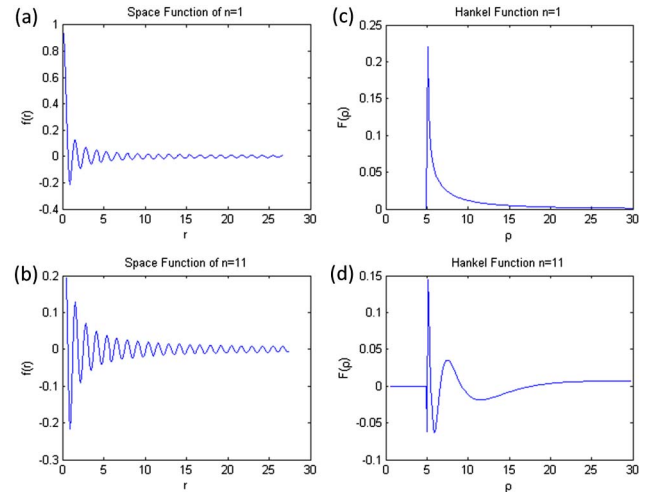 (a)
Space Function of n=1
f(r)
1
0.8
0.6
0.4
0.2
0
-0.2
-0.4
0 5 10 15 20 25 30
r
(c)
Hankel Function n=1
F(ρ)
0.25
0.2
0.15
0.1
0.05
0
0 5 10 15 20 25 30
ρ
(b)
Space Function of n=11
f(r)
0.2
0.1
0
-0.1
-0.2
-0.3
0 5 10 15 20 25 30
r
(d)
Hankel Function n=11
F(ρ)
0.15
0.1
0.05
0
-0.05
-0.1
0 5 10 15 20 25 30
ρ